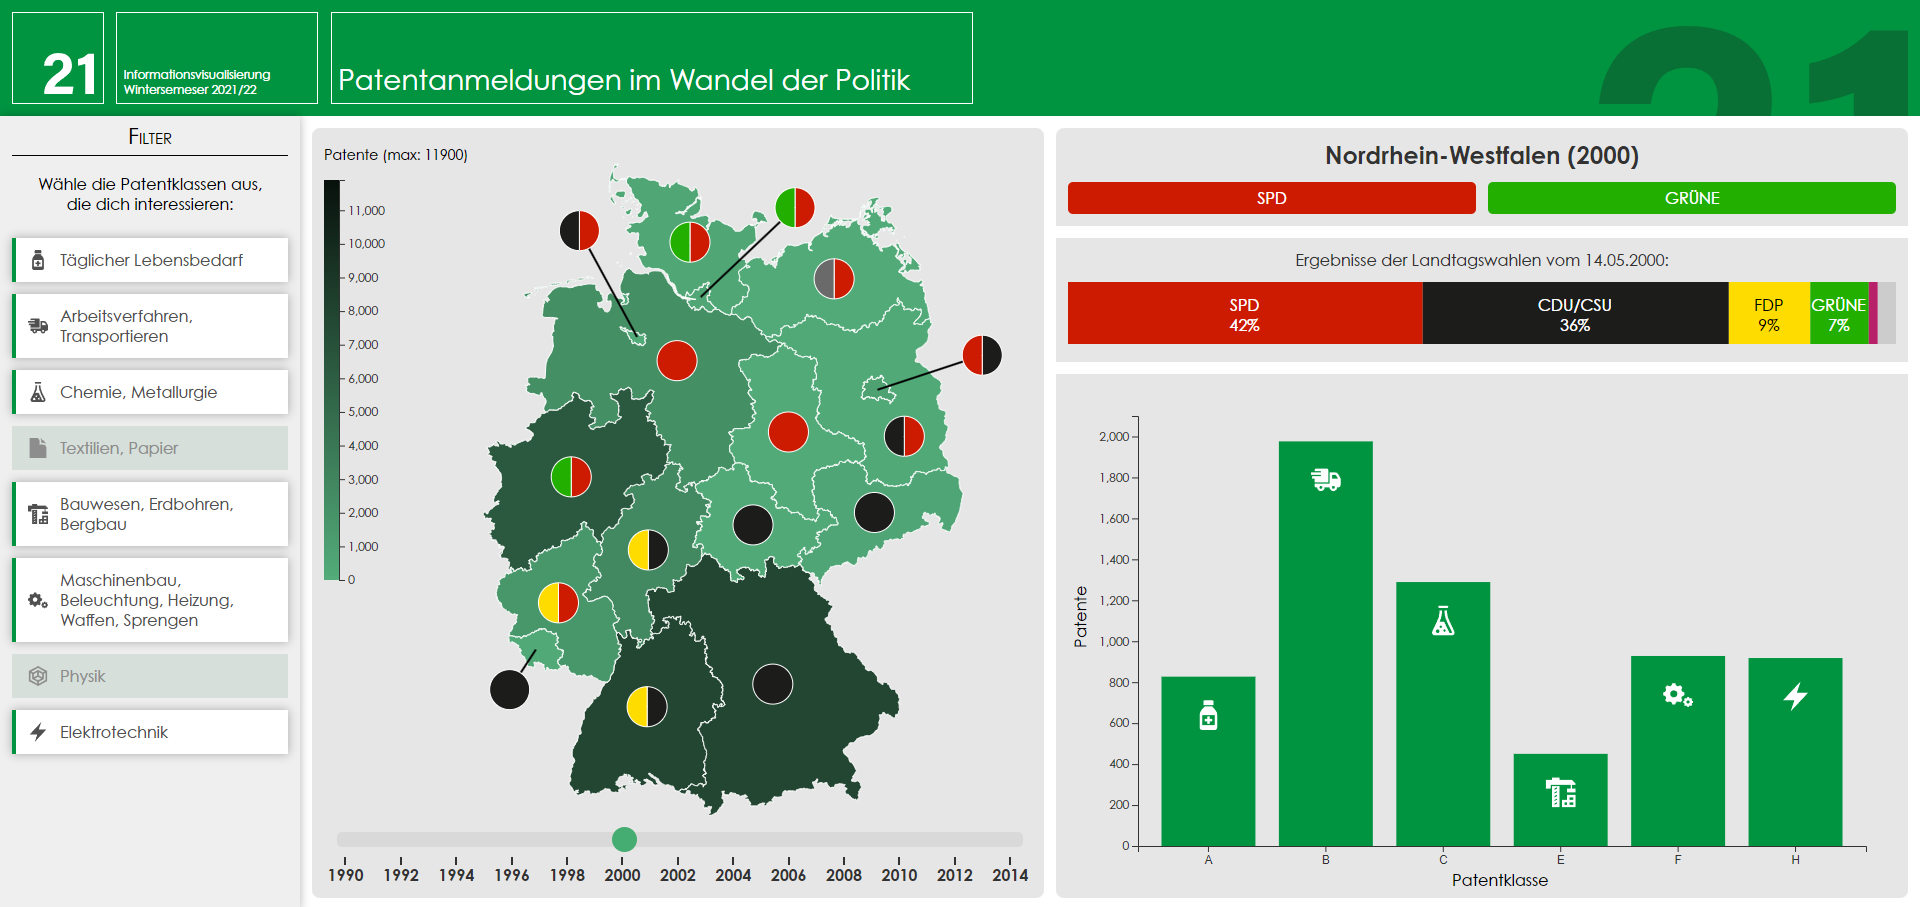 21
Informationsvisualisierung
Wintersemeser 2021/22
Patentanmeldungen im Wandel der Politik
21
FILTER
Wähle die Patentklassen aus,
die dich interessieren:
Täglicher Lebensbedarf
Arbeitsverfahren,
Transportieren
Chemie, Metallurgie
Textilien, Papier
Bauwesen, Erdbohren,
Bergbau
Maschinenbau,
Beleuchtung, Heizung,
Waffen, Sprengen
Physik
Elektrotechnik
Patente (max: 11900)
11,000
10,000
9,000
8,000
7,000
6,000
5,000
4,000
3,000
2,000
1,000
0
1990 1992 1994 1996 1998 2000 2002 2004 2006 2008 2010 2012 2014
Nordrhein-Westfalen (2000)
SPD GRÜNE
Ergebnisse der Landtagswahlen vom 14.05.2000:
SPD CDU/CSU FDP GRÜNE
42% 36% 9% 7%
Patente
2,000
1,800
1,600
1,400
1,200
1,000
800
600
400
200
0
A B C E F H
Patentklasse